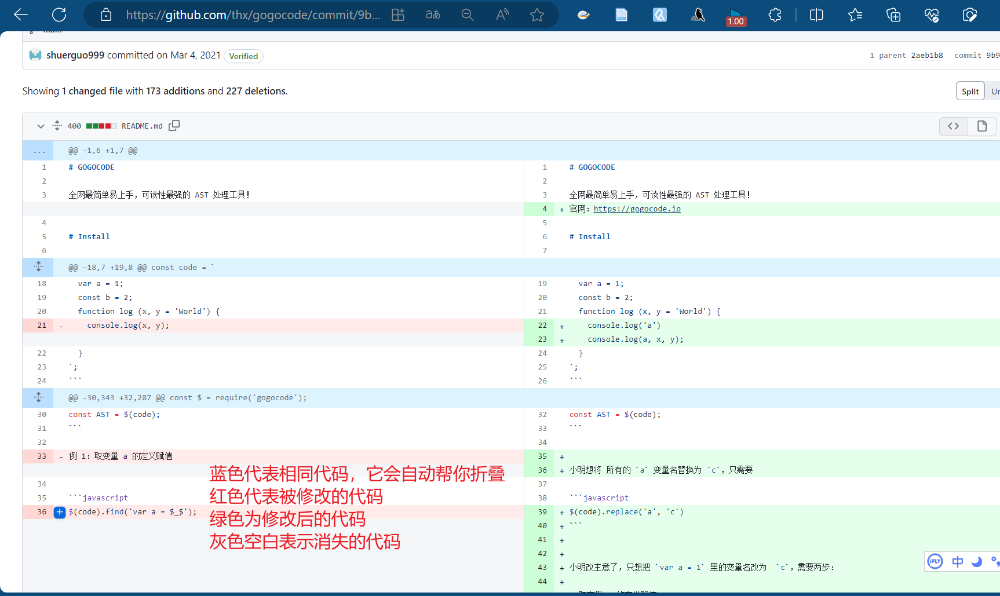 https://github.com/thx/gogocode/commit/9b...
1.00
shuerguo999 committed on Mar 4, 2021 Verified
1 parent 2aeb1b8 commit 9b9
Showing 1 changed file with 173 additions and 227 deletions.
Split
400 README.md
... @@ -1,6 +1,7 @@
1 # GOGOCODE 1 # GOGOCODE
2 2
3 全网最简单易上手，可读性最强的 AST 处理工具！ 3 全网最简单易上手，可读性最强的 AST 处理工具！
4 + 官网：https://gogocode.io
4 5
5 # Install 6 # Install
6 7
@@ -18,7 +19,8 @@ const code = `
18 var a = 1; 19 var a = 1;
19 const b = 2; 20 const b = 2;
20 function log (x, y = 'World') { 21 function log (x, y = 'World') {
21 - console.log(x, y); 22 + console.log('a')
23 + console.log(a, x, y);
22 } 24 }
23 `; 25 `;
24 ``` 26 ```
@@ -30,343 +32,287 @@ const $ = require('gogocode');
30 const AST = $(code); 32 const AST = $(code);
31 ``` 33 ```
32 34
33 - 例 1：取变量 a 的定义赋值 35 +
36 + 小明想将 所有的 `a` 变量名替换为 `c`，只需要
34 37
35 ```javascript 38 ```javascript
36 + $(code).find('var a = $_$'); 39 + $(code).replace('a', 'c')
40 + ```
41 +
42 +
43 + 小明改主意了，只想把 `var a = 1` 里的变量名改为 `c`，需要两步：
44 +
蓝色代表相同代码，它会自动帮你折叠
红色代表被修改的代码
绿色为修改后的代码
灰色空白表示消失的代码
iFLY 中